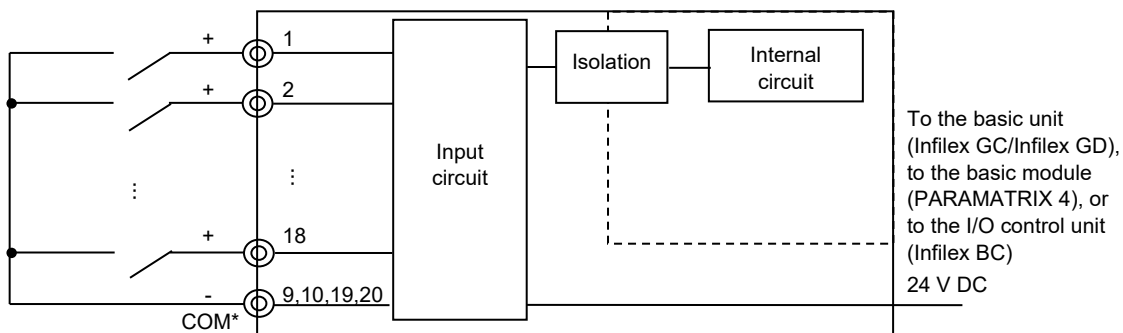 + 1
Isolation
Internal
circuit
+ 2
To the basic unit
(Infilex GC/Infilex GD),
to the basic module
(PARAMATRIX 4), or
to the I/O control unit
(Infilex BC)
Input
circuit
⋮ ⋮
+ 18
- 9,10,19,20
24 V DC
COM*